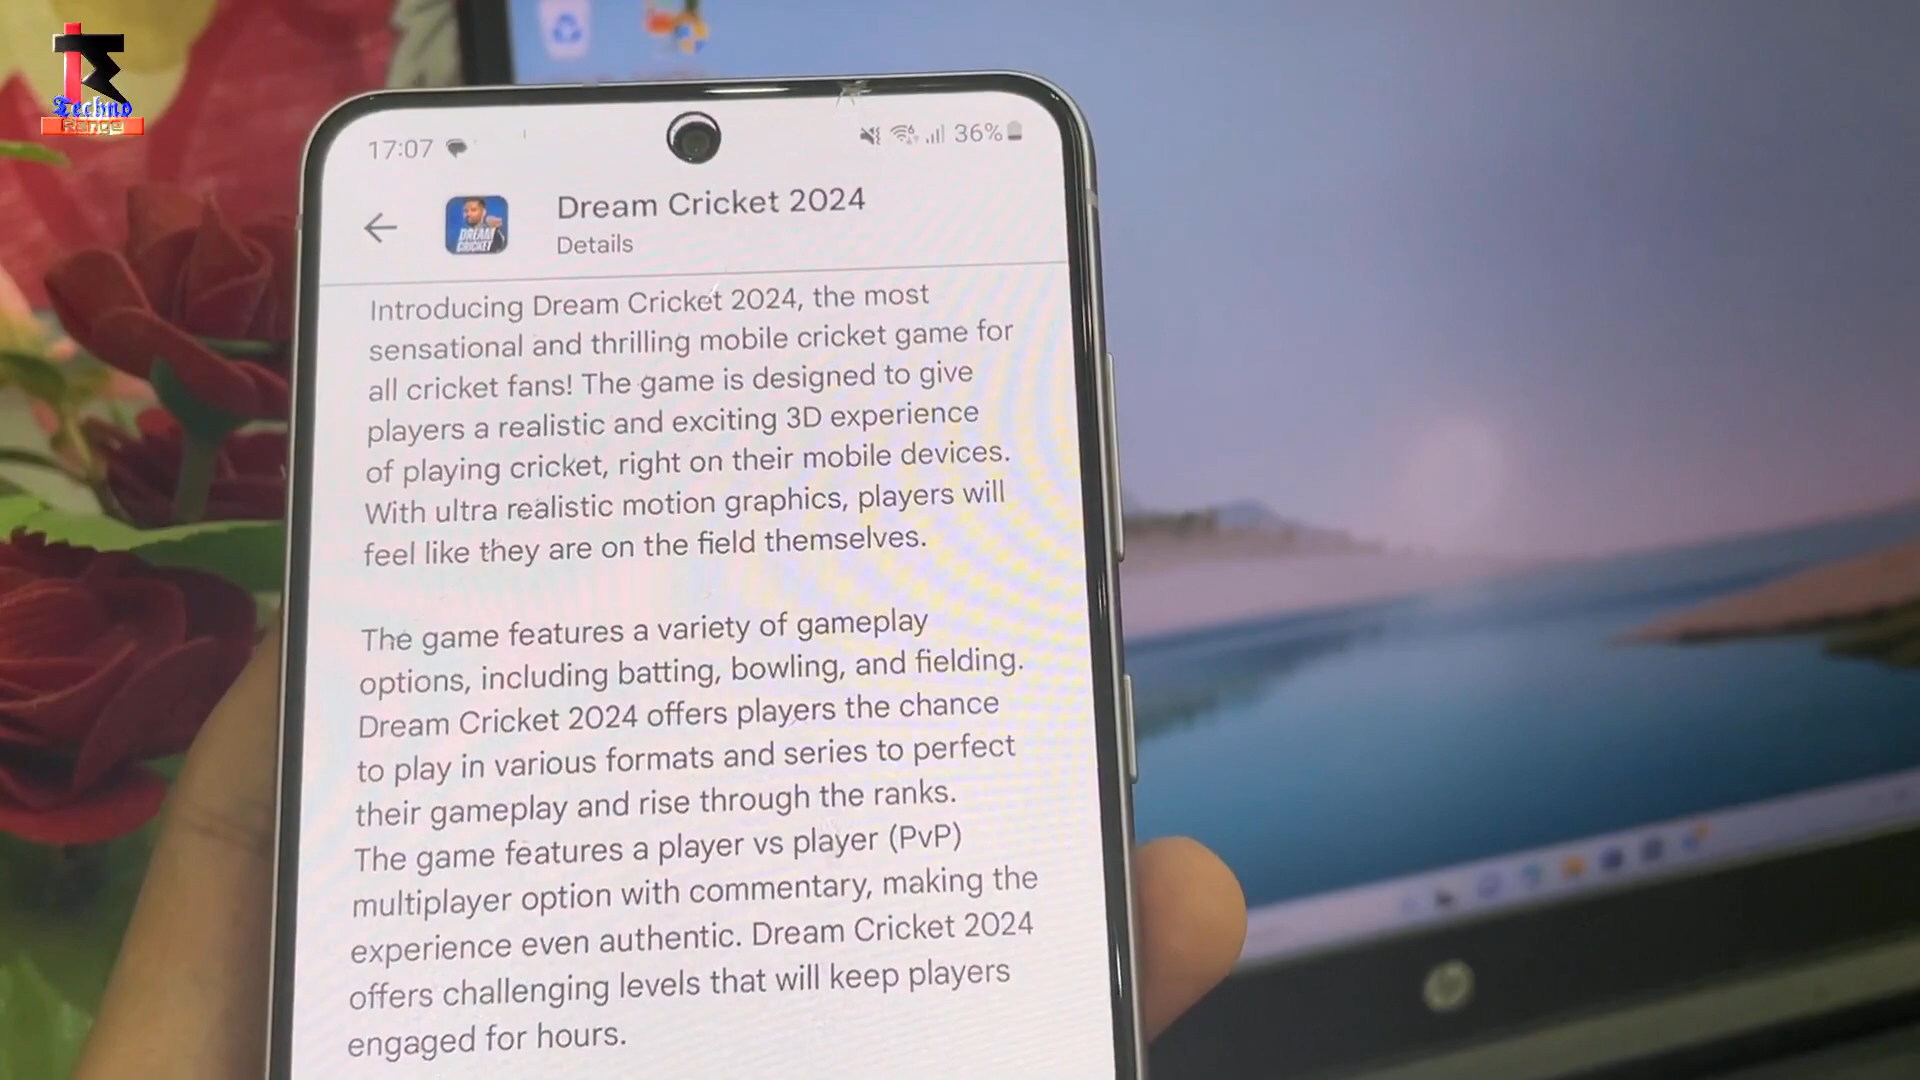 Techno
Range
17:07
36%
Dream Cricket 2024
Details
DREAM
CRICKET
Introducing Dream Cricket 2024, the most
sensational and thrilling mobile cricket game for
all cricket fans! The game is designed to give
players a realistic and exciting 3D experience
of playing cricket, right on their mobile devices.
With ultra realistic motion graphics, players will
feel like they are on the field themselves.
The game features a variety of gameplay
options, including batting, bowling, and fielding.
Dream Cricket 2024 offers players the chance
to play in various formats and series to perfect
their gameplay and rise through the ranks.
The game features a player vs player (PvP)
multiplayer option with commentary, making the
experience even authentic. Dream Cricket 2024
offers challenging levels that will keep players
engaged for hours.
hp